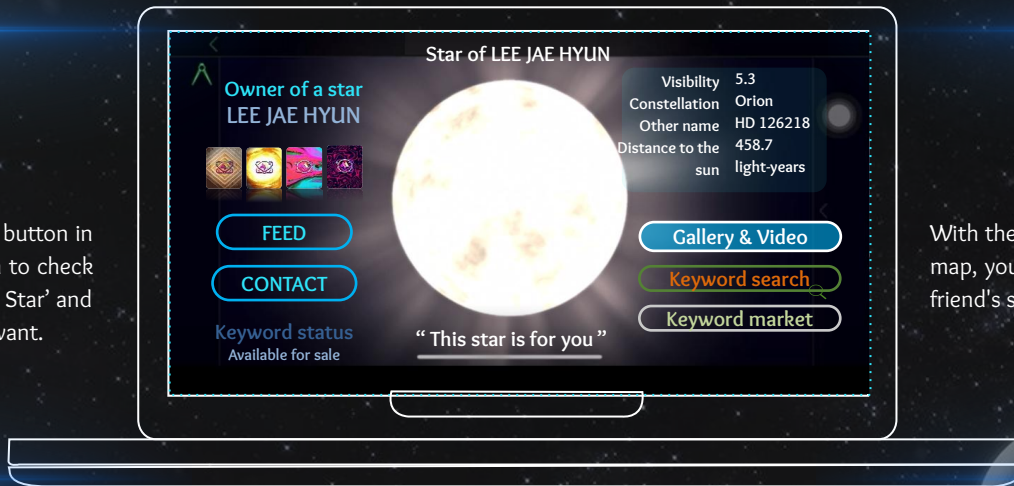 Star of LEE JAE HYUN
Owner of a star
LEE JAE HYUN
Visibility 5.3
Constellation Orion
Other name HD 126218
Distance to the 458.7
sun light-years
FEED
CONTACT
Keyword status
Available for sale
“ This star is for you ”
Gallery & Video
Keyword search
Keyword market
button in
to check
Star’ and
want.
With the
map, you
friend's s